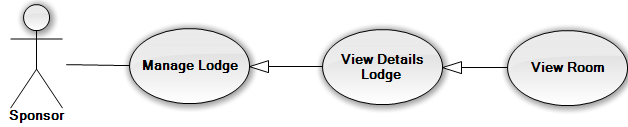 Manage Lodge
View Details
Lodge
View Room
Sponsor